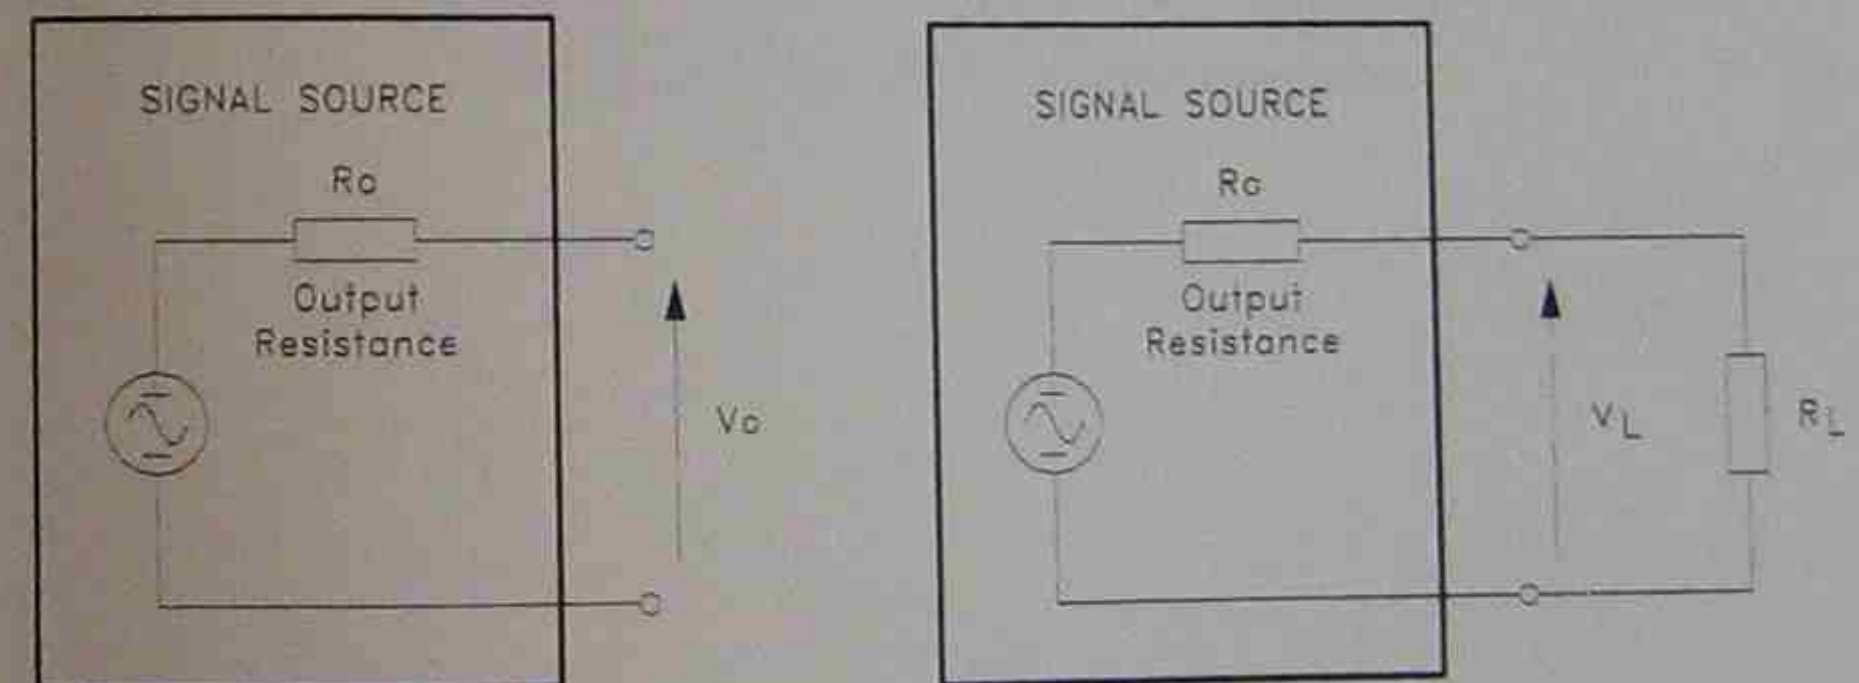 SIGNAL SOURCE
Ro
Output
Resistance
Vo
SIGNAL SOURCE
Ro
Output
Resistance
VL
RL